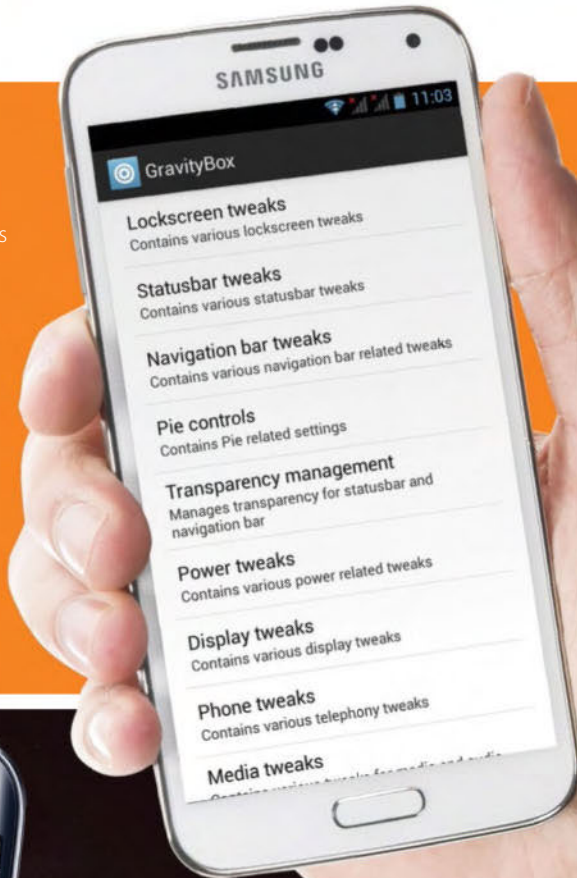 SAMSUNG
11:03
GravityBox
Lockscreen tweaks
Contains various lockscreen tweaks
Statusbar tweaks
Contains various statusbar tweaks
Navigation bar tweaks
Contains various navigation bar related tweaks
Pie controls
Contains Pie related settings
Transparency management
Manages transparency for statusbar and
navigation bar
Power tweaks
Contains various power related tweaks
Display tweaks
Contains various display tweaks
Phone tweaks
Contains various telephony tweaks
Media tweaks